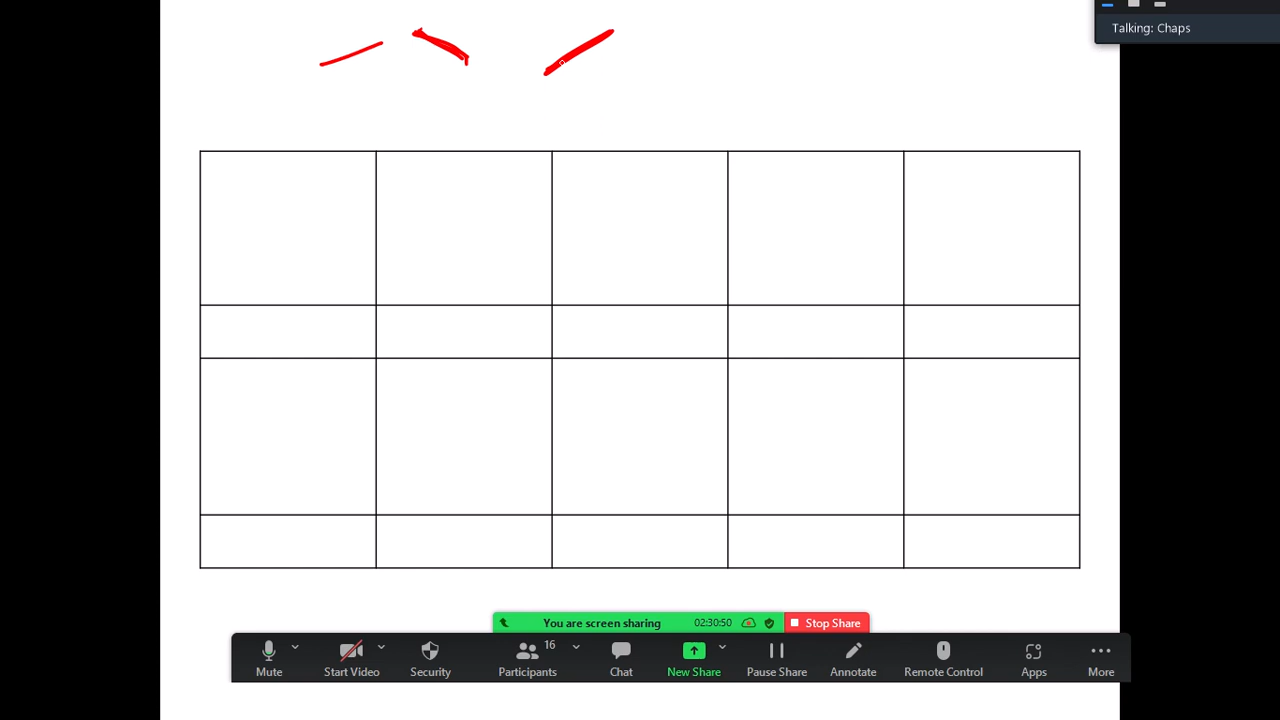 Talking: Chaps
You are screen sharing 02:30:50 Stop Share
16
Mute Start Video Security Participants Chat New Share Pause Share Annotate Remote Control Apps More